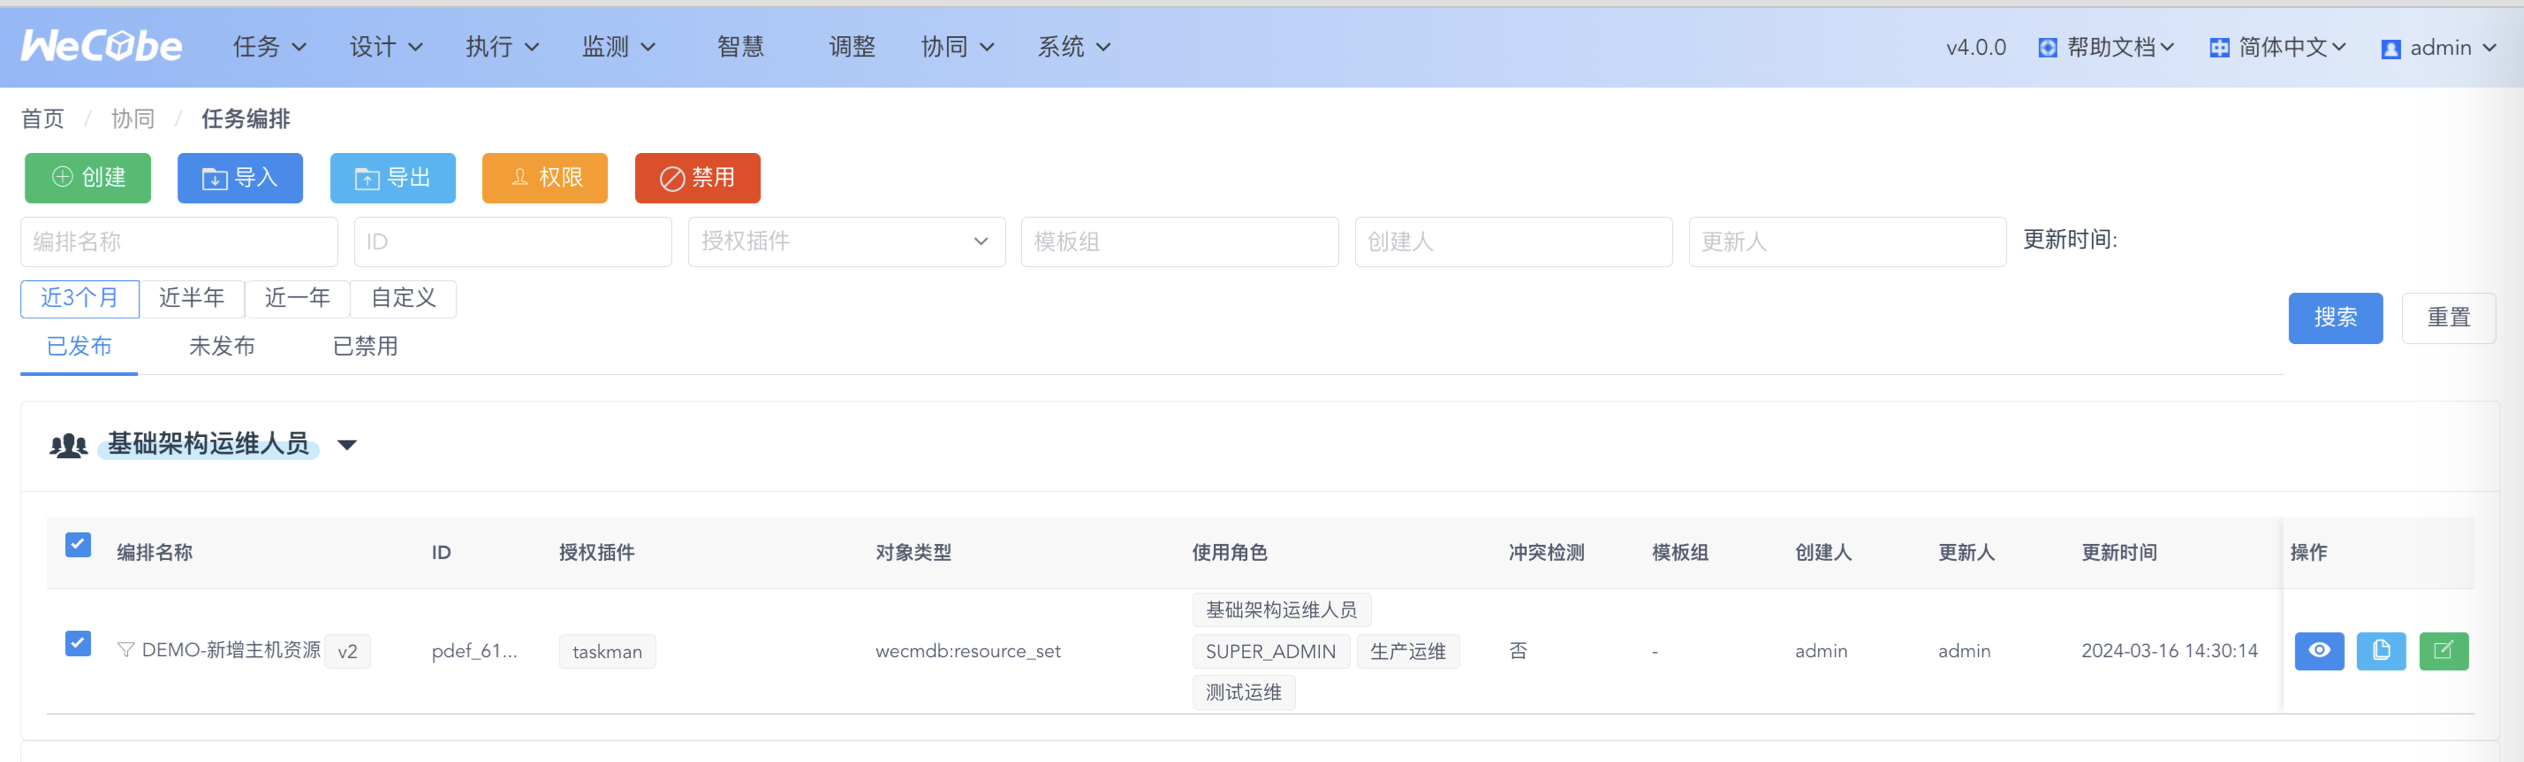 WeCube 任务 设计 执行 监测 智慧 调整 协同 系统 v4.0.0 帮助文档 简体中文 admin
首页 / 协同 / 任务编排
创建 导入 导出 权限 禁用
编排名称 ID 授权插件 模板组 创建人 更新人 更新时间:
近3个月 近半年 近一年 自定义
搜索 重置
已发布 未发布 已禁用
基础架构运维人员
编排名称 ID 授权插件 对象类型 使用角色 冲突检测 模板组 创建人 更新人 更新时间 操作
基础架构运维人员
DEMO-新增主机资源 v2 pdef_61... taskman wecmdb:resource_set SUPER_ADMIN 生产运维 否 - admin admin 2024-03-16 14:30:14
测试运维